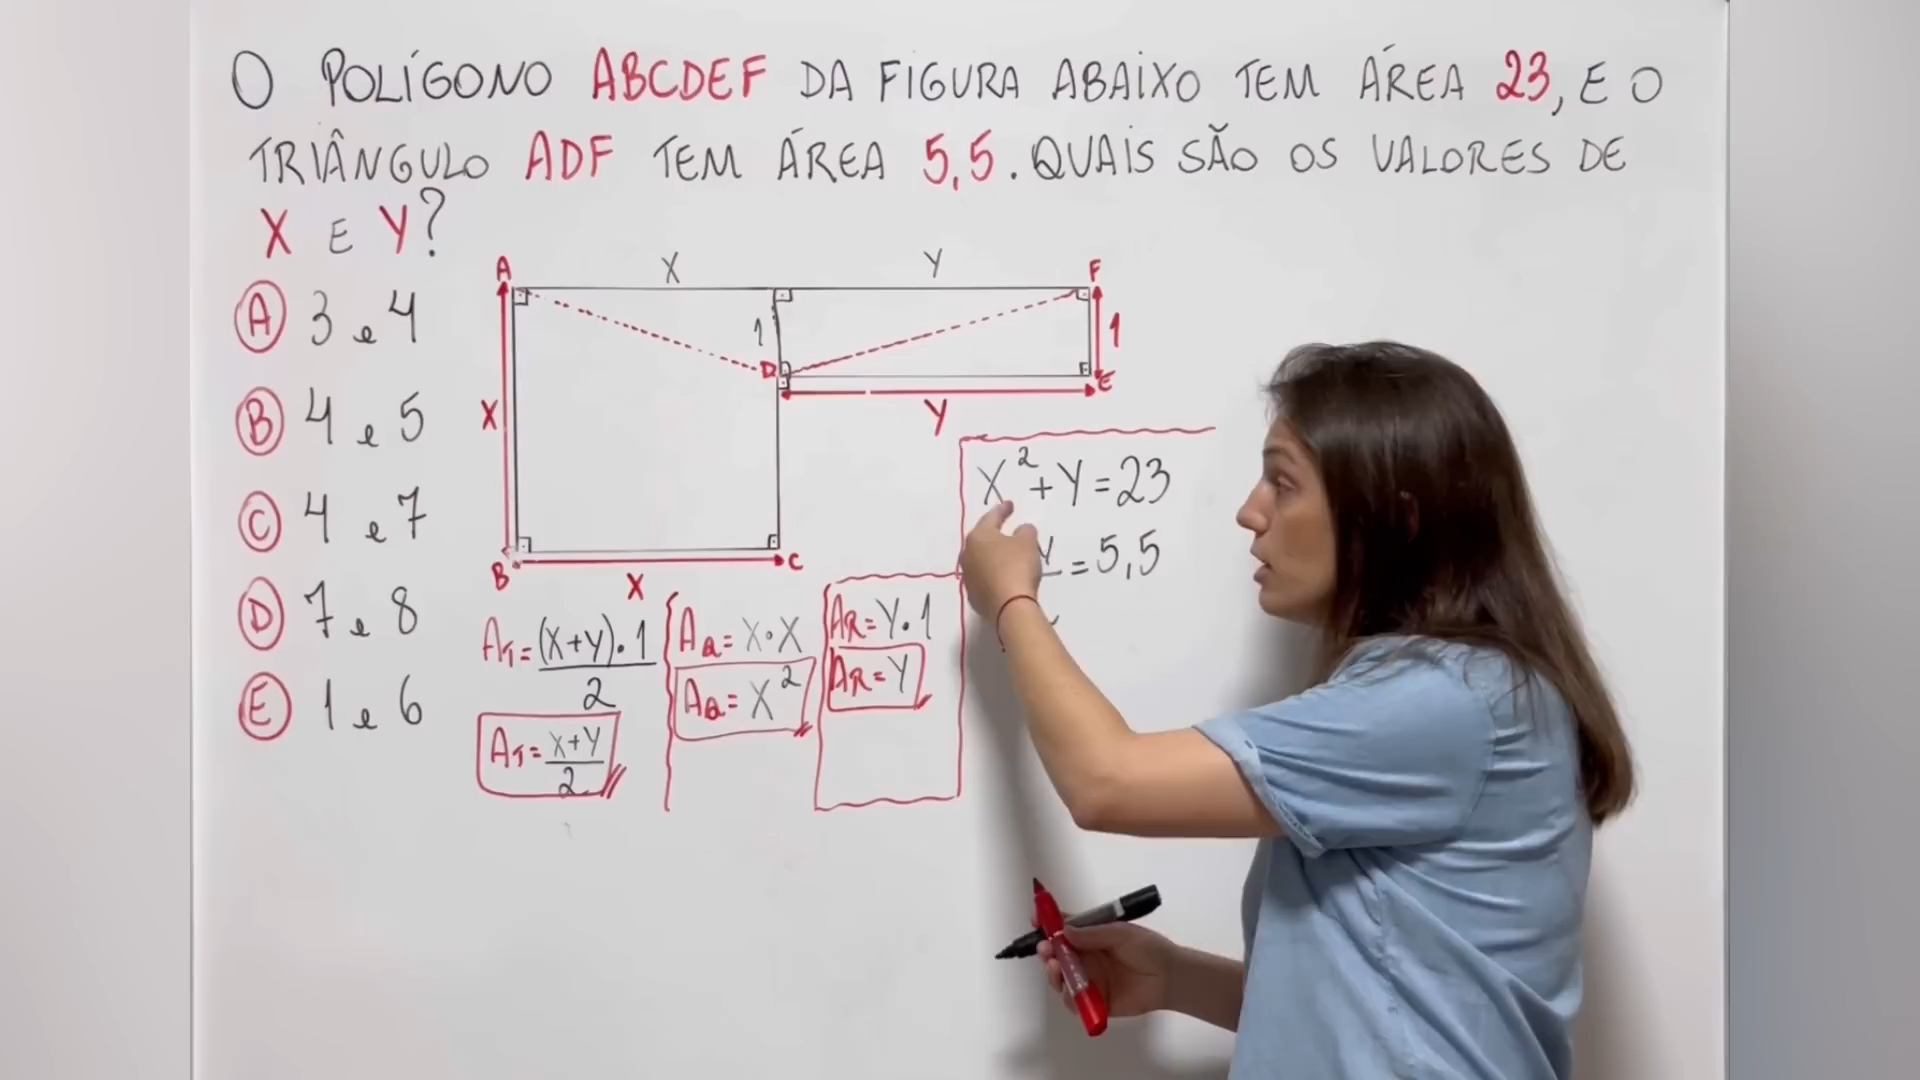 O POLÍGONO ABCDEF DA FIGURA ABAIXO TEM ÁREA 23, E O
TRIÂNGULO ADF TEM ÁREA 5,5. QUAIS SÃO OS VALORES DE
X E Y?
A 3 e 4
B 4 e 5
C 4 e 7
D 7 e 8
E 1 e 6
A
X
Y
F
1
1
D
E
X
Y
B
X
C
X²+Y=23
Y=5,5
AT=(X+Y).1
2
AT=X+Y
2
AQ=X.X
AQ=X²
AR=Y.1
AR=Y